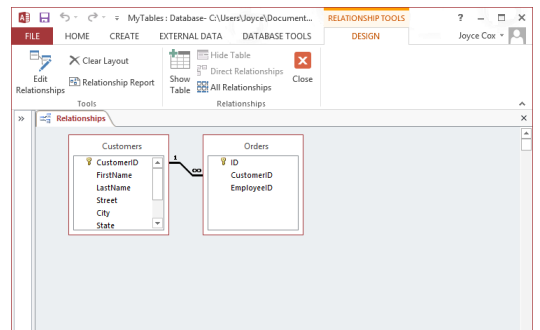 MyTables : Database- C:\Users\Joyce\Document... RELATIONSHIP TOOLS ?
FILE HOME CREATE EXTERNAL DATA DATABASE TOOLS DESIGN Joyce Cox
Edit Relationships
Clear Layout
Relationship Report
Tools
Show Table
Hide Table
Direct Relationships
All Relationships
Close
Relationships
» Relationships ×
Customers
CustomerID
FirstName
LastName
Street
City
State
1 ∞
Orders
ID
CustomerID
EmployeeID